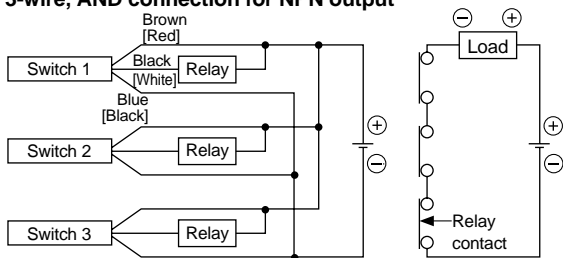 3-wire, AND connection for NPN output
Brown
[Red]
Switch 1
Black
[White]
Relay
Blue
[Black]
Switch 2
Relay
Switch 3
Relay
⊕
⊖
⊖ ⊕
Load
⊕
⊖
Relay
contact